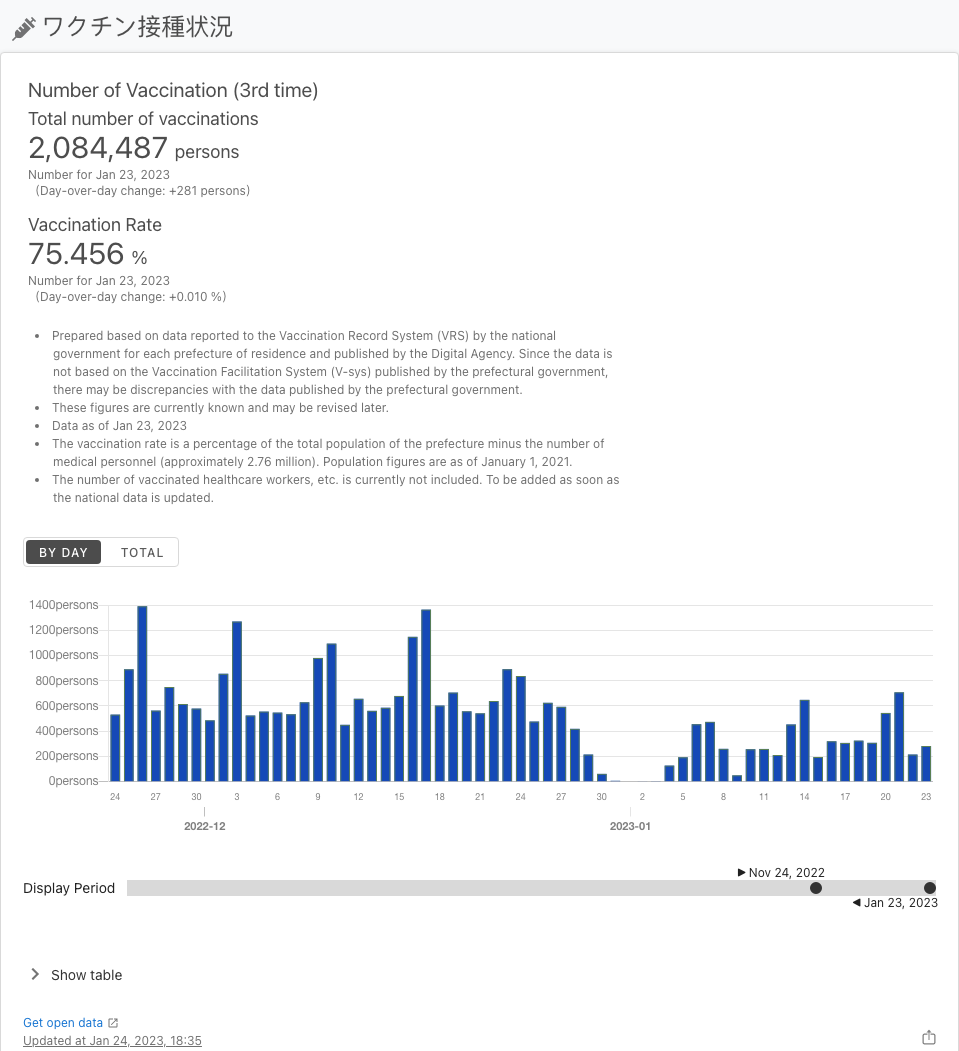 ワクチン接種状況
Number of Vaccination (3rd time)
Total number of vaccinations
2,084,487 persons
Number for Jan 23, 2023
(Day-over-day change: +281 persons)
Vaccination Rate
75.456 %
Number for Jan 23, 2023
(Day-over-day change: +0.010 %)
• Prepared based on data reported to the Vaccination Record System (VRS) by the national
government for each prefecture of residence and published by the Digital Agency. Since the data is
not based on the Vaccination Facilitation System (V-sys) published by the prefectural government,
there may be discrepancies with the data published by the prefectural government.
• These figures are currently known and may be revised later.
• Data as of Jan 23, 2023
• The vaccination rate is a percentage of the total population of the prefecture minus the number of
medical personnel (approximately 2.76 million). Population figures are as of January 1, 2021.
• The number of vaccinated healthcare workers, etc. is currently not included. To be added as soon as
the national data is updated.
BY DAY TOTAL
1400persons
1200persons
1000persons
800persons
600persons
400persons
200persons
0persons
24 27 30 3 6 9 12 15 18 21 24 27 30 2 5 8 11 14 17 20 23
2022-12 2023-01
Nov 24, 2022
Display Period
Jan 23, 2023
Show table
Get open data
Updated at Jan 24, 2023, 18:35